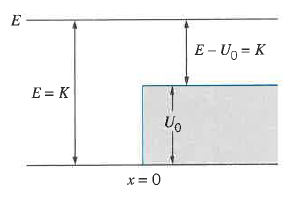 E
E – U₀ = K
E = K
U₀
x = 0